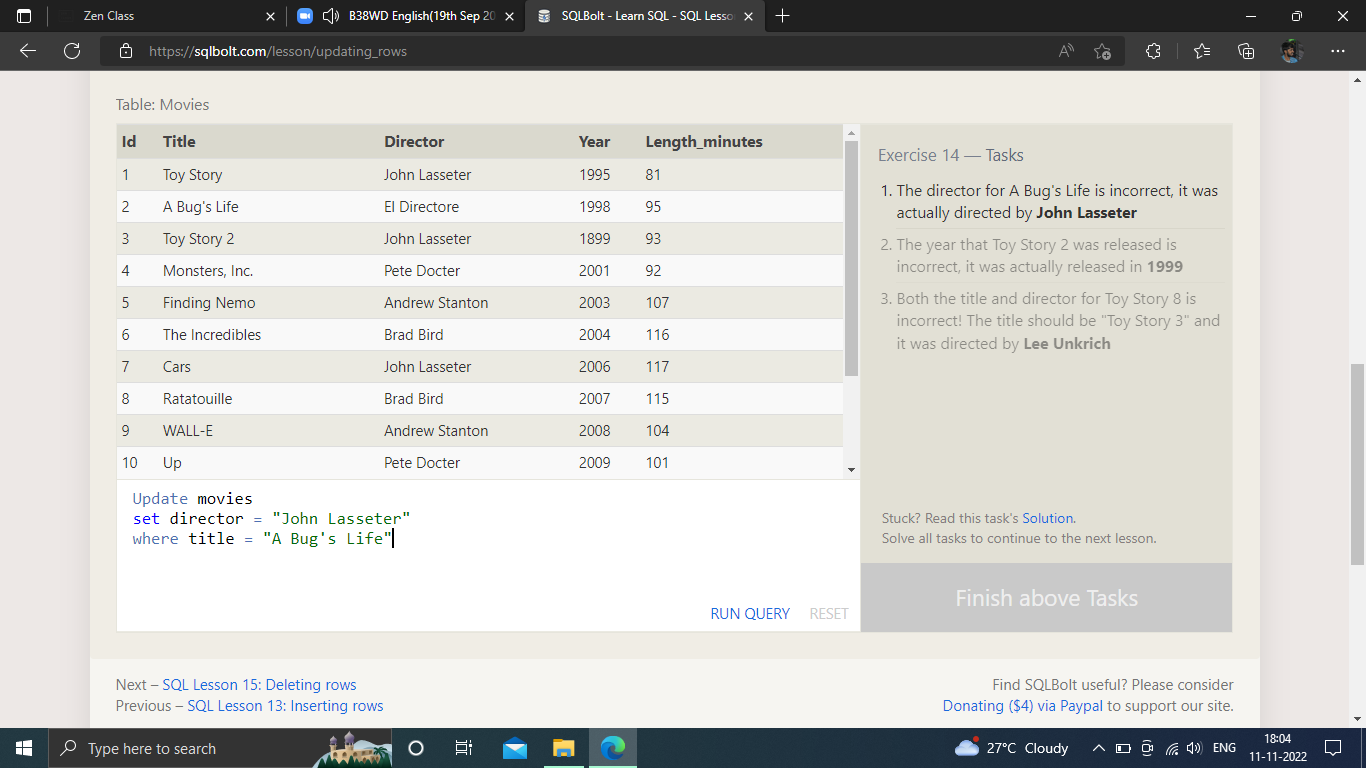 Zen Class
B38WD English(19th Sep 20
SQLBolt - Learn SQL - SQL Lesso
https://sqlbolt.com/lesson/updating_rows
Table: Movies
Id Title Director Year Length_minutes
1 Toy Story John Lasseter 1995 81
2 A Bug's Life El Directore 1998 95
3 Toy Story 2 John Lasseter 1899 93
4 Monsters, Inc. Pete Docter 2001 92
5 Finding Nemo Andrew Stanton 2003 107
6 The Incredibles Brad Bird 2004 116
7 Cars John Lasseter 2006 117
8 Ratatouille Brad Bird 2007 115
9 WALL-E Andrew Stanton 2008 104
10 Up Pete Docter 2009 101
Update movies
set director = "John Lasseter"
where title = "A Bug's Life"
RUN QUERY RESET
Exercise 14 — Tasks
1. The director for A Bug's Life is incorrect, it was
actually directed by John Lasseter
2. The year that Toy Story 2 was released is
incorrect, it was actually released in 1999
3. Both the title and director for Toy Story 8 is
incorrect! The title should be "Toy Story 3" and
it was directed by Lee Unkrich
Stuck? Read this task's Solution.
Solve all tasks to continue to the next lesson.
Finish above Tasks
Next – SQL Lesson 15: Deleting rows
Previous – SQL Lesson 13: Inserting rows
Find SQLBolt useful? Please consider
Donating ($4) via Paypal to support our site.
Type here to search
27°C Cloudy
ENG
18:04
11-11-2022